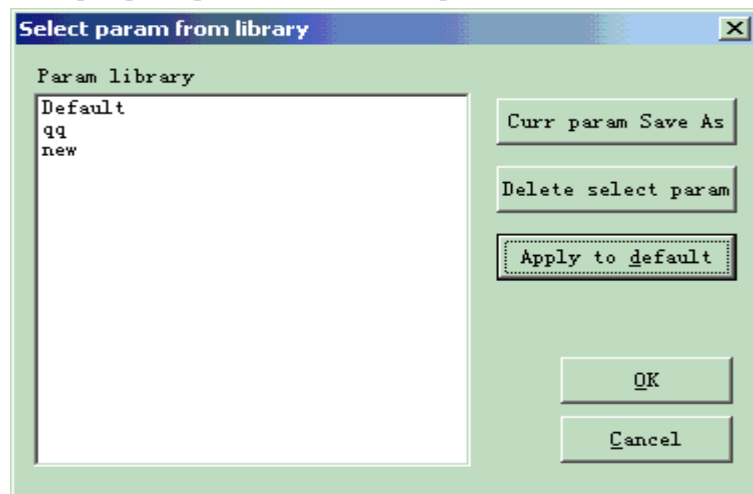 Select param from library
Param library
Default
qq
new
Curr param Save As
Delete select param
Apply to default
OK
Cancel